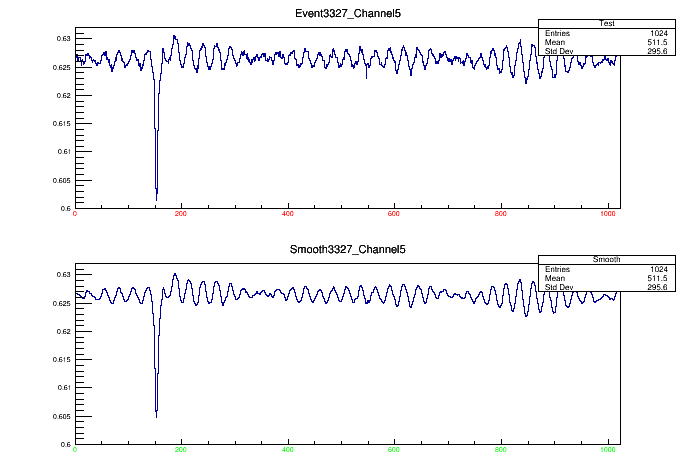 Event3327_Channel5
Test
Entries 1024
Mean 511.5
Std Dev 295.6
0.63
0.625
0.62
0.615
0.61
0.605
0.6
0 200 400 600 800 1000
Smooth3327_Channel5
Smooth
Entries 1024
Mean 511.5
Std Dev 295.6
0.63
0.625
0.62
0.615
0.61
0.605
0.6
0 200 400 600 800 1000